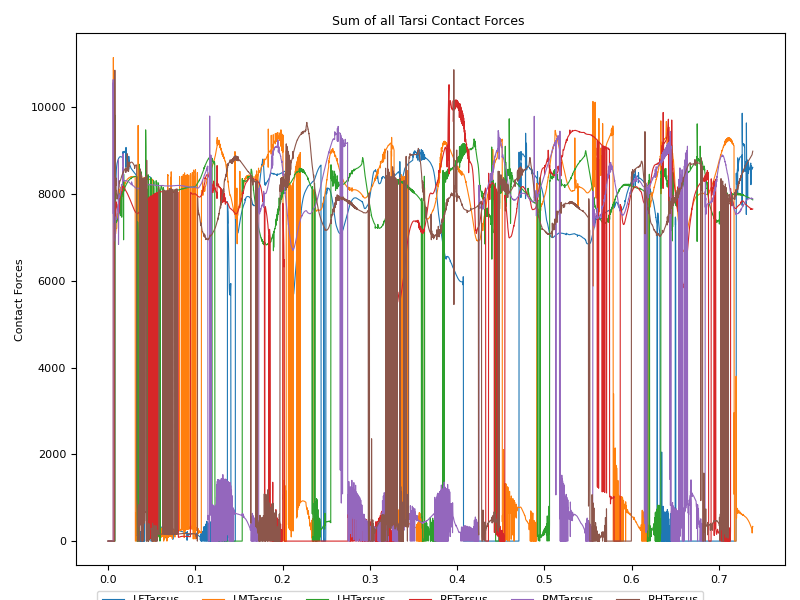 Sum of all Tarsi Contact Forces
Contact Forces
10000
8000
6000
4000
2000
0
0.0 0.1 0.2 0.3 0.4 0.5 0.6 0.7
LFTarsus LMTarsus LHTarsus RFTarsus RMTarsus RHTarsus